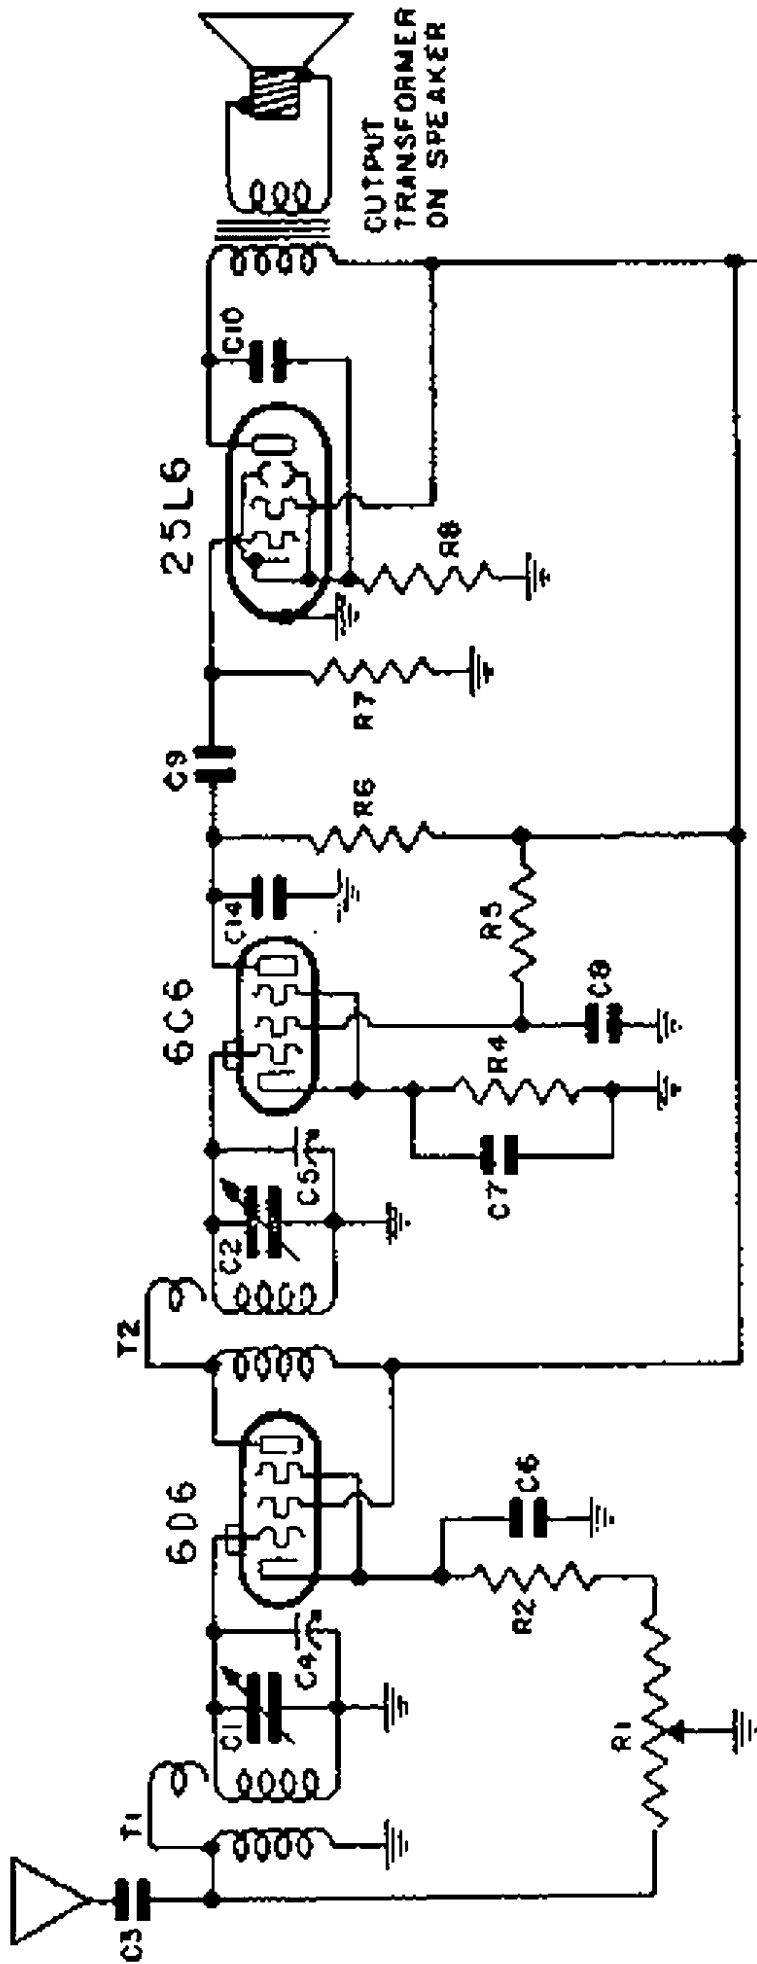 6D6
6C6
25L6
C3
T1
C1
C4
T2
C2
C5
C14
C9
C10
OUTPUT
TRANSFORMER
ON SPEAKER
R7
R6
R8
R5
R4
C7
C8
R2
C6
R1